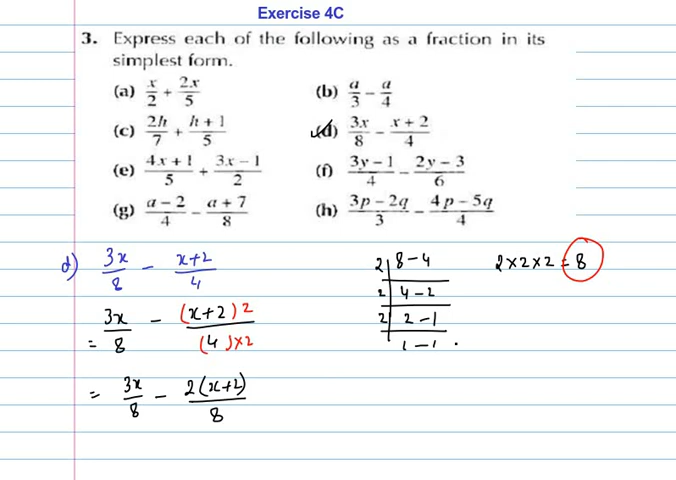 Exercise 4C
3. Express each of the following as a fraction in its
simplest form.
(a) x/2 + 2x/5 (b) a/3 − a/4
(c) 2h/7 + h + 1/5 (d) 3x/8 − x + 2/4
(e) 4x + 1/5 + 3x − 1/2 (f) 3y − 1/4 − 2y − 3/6
(g) a − 2/4 − a + 7/8 (h) 3p − 2q/3 − 4p − 5q/4
d) 3x/8 − x+2/4
= 3x/8 − (x+2)2/(4)×2
= 3x/8 − 2(x+2)/8
2 | 8 − 4
2 | 4 − 2
2 | 2 − 1
1 − 1 .
2×2×2 = 8